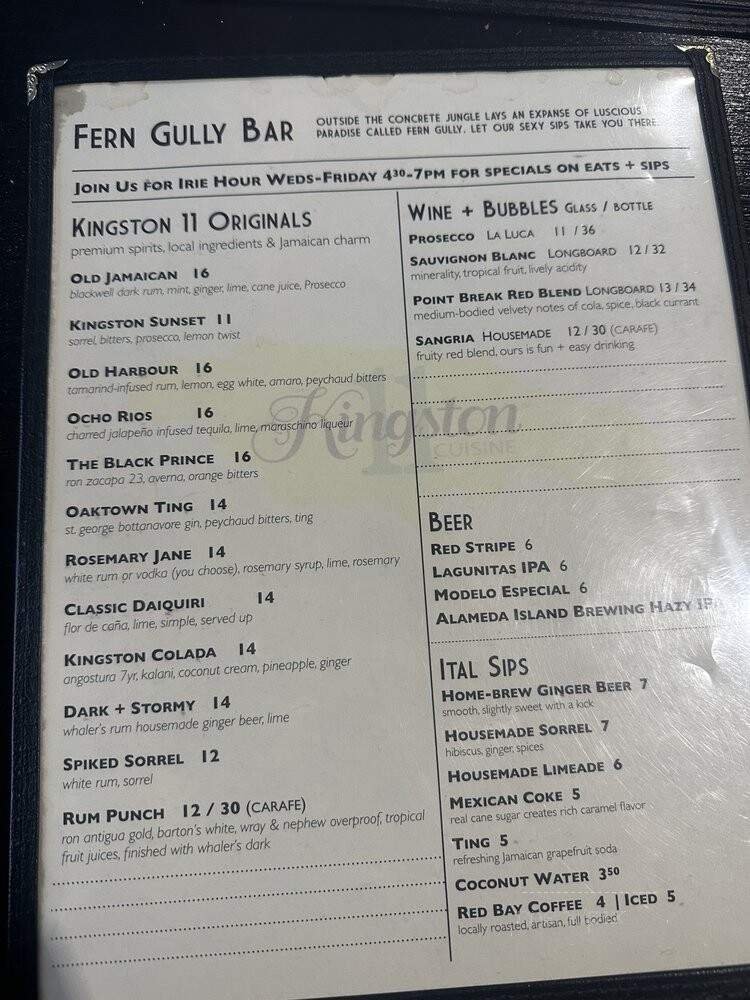 FERN GULLY BAR
OUTSIDE THE CONCRETE JUNGLE LAYS AN EXPANSE OF LUSCIOUS
PARADISE CALLED FERN GULLY. LET OUR SEXY SIPS TAKE YOU THERE
JOIN US FOR IRIE HOUR WEDS-FRIDAY 4³⁰-7PM FOR SPECIALS ON EATS + SIPS
KINGSTON 11 ORIGINALS
premium spirits, local ingredients & Jamaican charm
OLD JAMAICAN 16
blackwell dark rum, mint, ginger, lime, cane juice, Prosecco
KINGSTON SUNSET 11
sorrel, bitters, prosecco, lemon twist
OLD HARBOUR 16
tamarind-infused rum, lemon, egg white, amaro, peychaud bitters
OCHO RIOS 16
charred jalapeño infused tequila, lime, maraschino liqueur
THE BLACK PRINCE 16
ron zacapa 23, averna, orange bitters
OAKTOWN TING 14
st. george bottanavore gin, peychaud bitters, ting
ROSEMARY JANE 14
white rum or vodka (you choose), rosemary syrup, lime, rosemary
CLASSIC DAIQUIRI 14
flor de caña, lime, simple, served up
KINGSTON COLADA 14
angostura 7yr, kalani, coconut cream, pineapple, ginger
DARK + STORMY 14
whaler's rum housemade ginger beer, lime
SPIKED SORREL 12
white rum, sorrel
RUM PUNCH 12 / 30 (CARAFE)
ron antigua gold, barton's white, wray & nephew overproof, tropical
fruit juices, finished with whaler's dark
WINE + BUBBLES GLASS / BOTTLE
PROSECCO LA LUCA 11 / 36
SAUVIGNON BLANC LONGBOARD 12 / 32
minerality, tropical fruit, lively acidity
POINT BREAK RED BLEND LONGBOARD 13 / 34
medium-bodied velvety notes of cola, spice, black currant
SANGRIA HOUSEMADE 12 / 30 (CARAFE)
fruity red blend, ours is fun + easy drinking
11
Kingston
CUISINE
BEER
RED STRIPE 6
LAGUNITAS IPA 6
MODELO ESPECIAL 6
ALAMEDA ISLAND BREWING HAZY IPA
ITAL SIPS
HOME-BREW GINGER BEER 7
smooth, slightly sweet with a kick
HOUSEMADE SORREL 7
hibiscus, ginger, spices
HOUSEMADE LIMEADE 6
MEXICAN COKE 5
real cane sugar creates rich caramel flavor
TING 5
refreshing Jamaican grapefruit soda
COCONUT WATER 3⁵⁰
RED BAY COFFEE 4 | ICED 5
locally roasted, artisan, full bodied